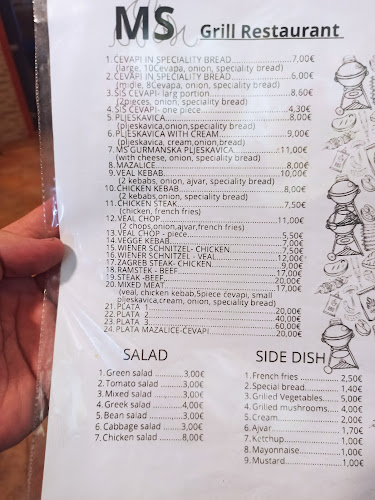 MS Grill Restaurant
1. CEVAPI IN SPECIALITY BREAD.....................7,00€
(large, 10Cevapa, onion, speciality bread)
2. CEVAPI IN SPECIALITY BREAD.....................6,00€
(midle, 8Cevapa, onion, speciality bread)
3. SIS CEVAPI- larg portion..........................8,60€
(2pieces, onion, speciality bread)
4. SIS CEVAPI- one piece.............................4,30€
5. PLJESKAVICA..........................................8,00€
(pljeskavica,onion,speciality bread)
6. PLJESKAVICA WITH CREAM......................9,00€
(pljeskavica, cream,onion,bread)
7. MS GURMANSKA PLJESKAVICA................11,00€
(with cheese, onion, speciality bread)
8. MAZALICE..............................................8,00€
9. VEAL KEBAB..........................................10,00€
(2 kebabs, onion, ajvar, speciality bread)
10. CHICKEN KEBAB...................................8,00€
(2 kebabs,onion, speciality bread)
11. CHICKEN STEAK...................................7,50€
(chicken, french fries)
12. VEAL CHOP.........................................11,00€
(2 chops,onion,ajvar,french fries)
13. VEAL CHOP - piece...............................5,50€
14. VEGGE KEBAB......................................7,00€
15. WIENER SCHNITZEL- CHICKEN...............7,50€
16. WIENER SCHNITZEL - VEAL....................12,00€
17. ZAGREB STEAK- CHICKEN......................9,00€
18. RAMSTEK - BEEF..................................17,00€
19. STEAK -BEEF........................................20,00€
20. MIXED MEAT.......................................17,00€
(veal, chicken kebab,5piece ćevapi, small
pljeskavica,cream, onion, speciality bread)
21. PLATA 1..............................................20,00€
22. PLATA 2..............................................40,00€
23. PLATA 3..............................................60,00€
24. PLATA MAZALICE-ĆEVAPI......................20,00€
SALAD
1. Green salad ..........3,00€
2. Tomato salad ........3,00€
3. Mixed salad ..........3,00€
4. Greek salad ..........4,00€
5. Bean salad ...........3,00€
6. Cabbage salad ......3,00€
7. Chicken salad .......8,00€
SIDE DISH
1. French fries ..............2,50€
2. Special bread............1,40€
3. Grilled Vegetables......5,00€
4. Grilled mushrooms....4,00€
5. Cream ......................2,00€
6. Ajvar........................1,70€
7. Ketchup...................1,00€
8. Mayonnaise..............1,00€
9. Mustard...................1,00€